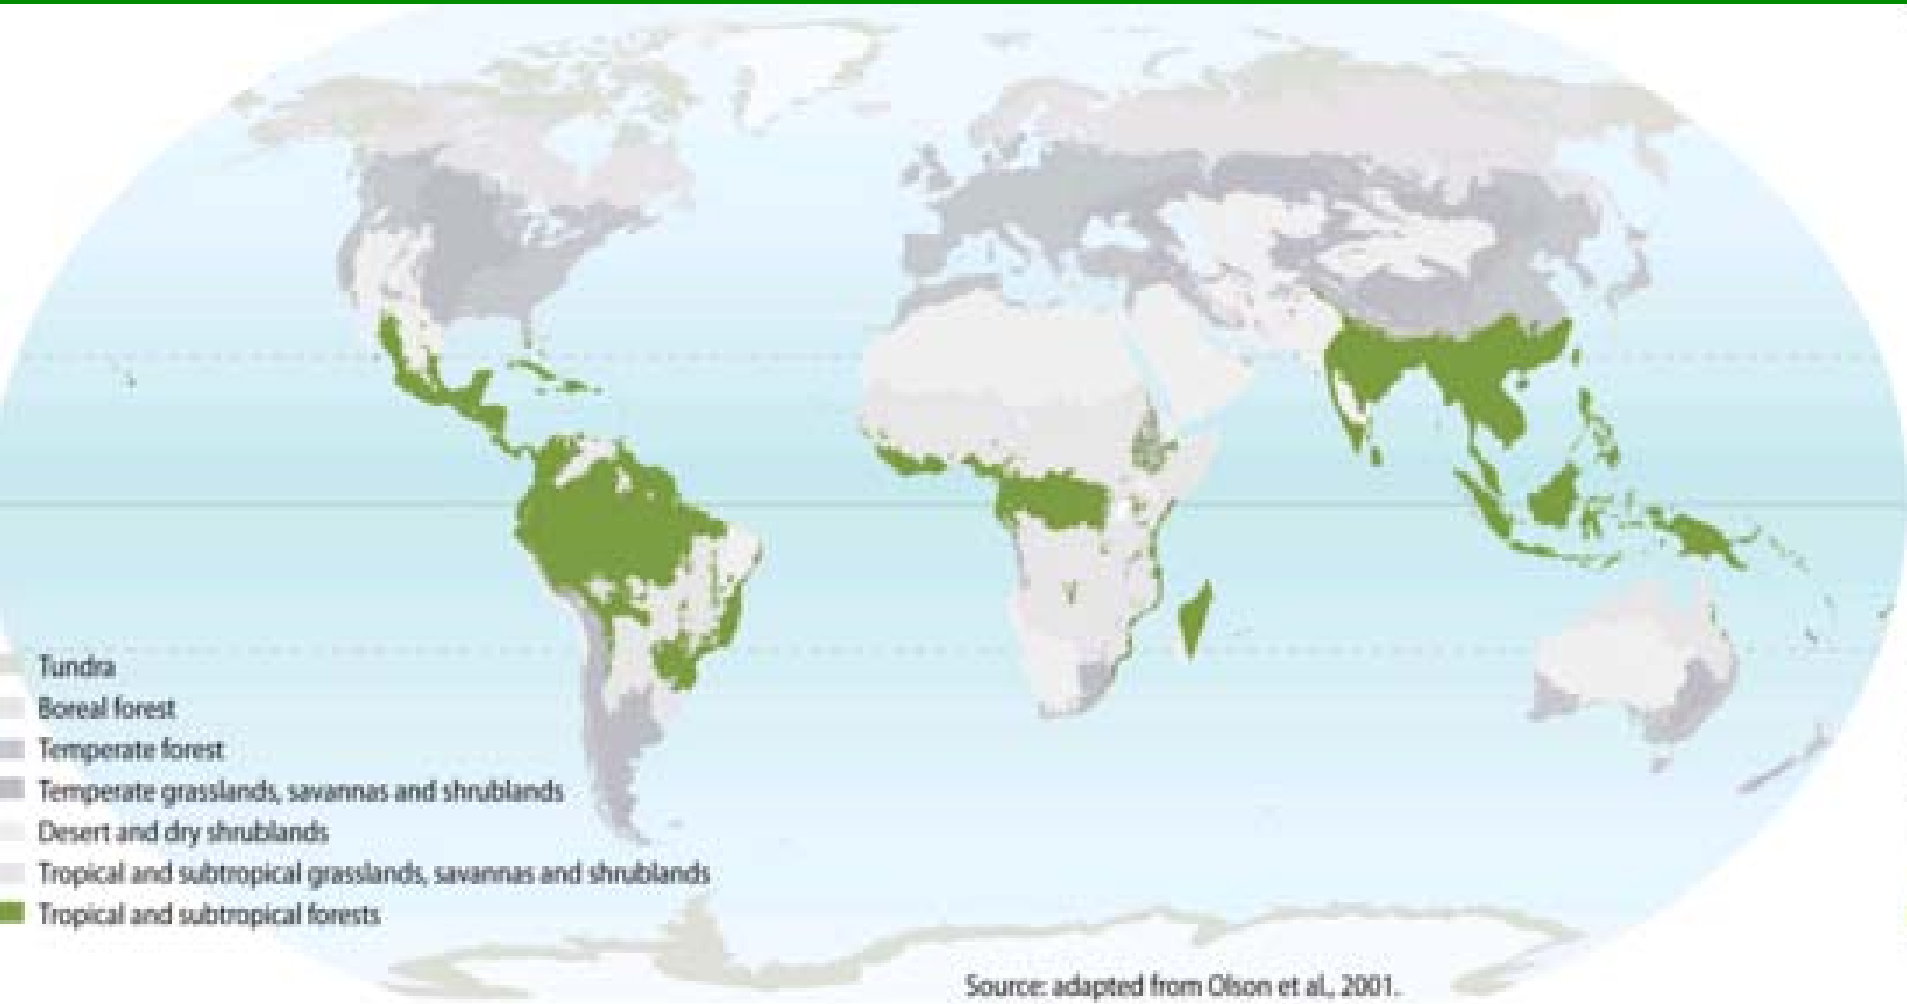 Tundra
Boreal forest
Temperate forest
Temperate grasslands, savannas and shrublands
Desert and dry shrublands
Tropical and subtropical grasslands, savannas and shrublands
Tropical and subtropical forests
Source: adapted from Olson et al., 2001.